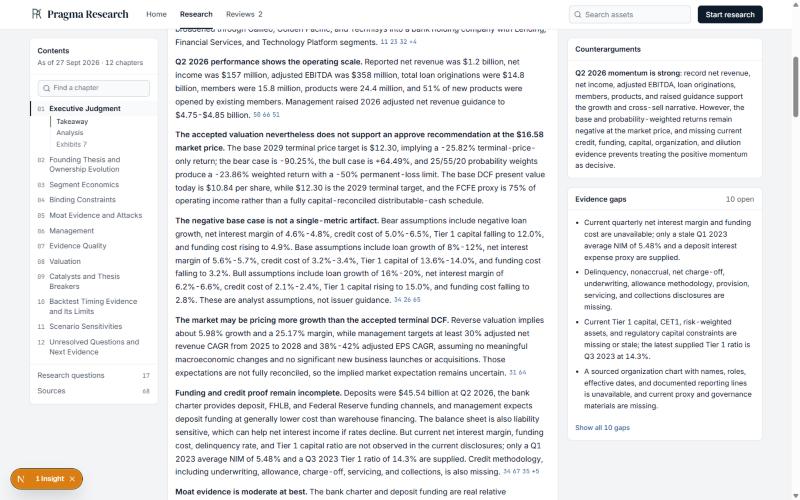 Pragma Research
Home Research Reviews 2
Search assets
Start research
Contents
As of 27 Sept 2026 · 12 chapters
Find a chapter
01 Executive Judgment
Takeaway
Analysis
Exhibits 7
02 Founding Thesis and
Ownership Evolution
03 Segment Economics
04 Binding Constraints
05 Moat Evidence and Attacks
06 Management
07 Evidence Quality
08 Valuation
09 Catalysts and Thesis
Breakers
10 Backtest Timing Evidence
and Its Limits
11 Scenario Sensitivities
12 Unresolved Questions and
Next Evidence
Research questions 17
Sources 68
broadened through Galileo, Golden Pacific, and Technisys into a bank holding company with Lending,
Financial Services, and Technology Platform segments. 11 23 32 +4
Q2 2026 performance shows the operating scale. Reported net revenue was $1.2 billion, net
income was $157 million, adjusted EBITDA was $358 million, total loan originations were $14.8
billion, members were 15.8 million, products were 24.4 million, and 51% of new products were
opened by existing members. Management raised 2026 adjusted net revenue guidance to
$4.75-$4.85 billion. 50 66 51
The accepted valuation nevertheless does not support an approve recommendation at the $16.58
market price. The base 2029 terminal price target is $12.30, implying a -25.82% terminal-price-
only return; the bear case is -90.25%, the bull case is +64.49%, and 25/55/20 probability weights
produce a -23.86% weighted return with a -50% permanent-loss limit. The base DCF present value
today is $10.84 per share, while $12.30 is the 2029 terminal target, and the FCFE proxy is 75% of
operating income rather than a fully capital-reconciled distributable-cash schedule.
The negative base case is not a single-metric artifact. Bear assumptions include negative loan
growth, net interest margin of 4.6%-4.8%, credit cost of 5.0%-6.5%, Tier 1 capital falling to 12.0%,
and funding cost rising to 4.9%. Base assumptions include loan growth of 8%-12%, net interest
margin of 5.6%-5.7%, credit cost of 3.2%-3.4%, Tier 1 capital of 13.6%-14.0%, and funding cost
falling to 3.2%. Bull assumptions include loan growth of 16%-20%, net interest margin of
6.2%-6.6%, credit cost of 2.1%-2.4%, Tier 1 capital rising to 15.0%, and funding cost falling to
2.8%. These are analyst assumptions, not issuer guidance. 34 26 65
The market may be pricing more growth than the accepted terminal DCF. Reverse valuation implies
about 5.98% growth and a 25.17% margin, while management targets at least 30% adjusted net
revenue CAGR from 2025 to 2028 and 38%-42% adjusted EPS CAGR, assuming no meaningful
macroeconomic changes and no significant new business launches or acquisitions. Those
expectations are not fully reconciled, so the implied market expectation remains uncertain. 31 64
Funding and credit proof remain incomplete. Deposits were $45.54 billion at Q2 2026, the bank
charter provides deposit, FHLB, and Federal Reserve funding channels, and management expects
deposit funding at generally lower cost than warehouse financing. The balance sheet is also liability
sensitive, which can help net interest income if rates decline. But current net interest margin, funding
cost, delinquency rate, and Tier 1 capital ratio are not observed in the current disclosures; only a Q1
2023 average NIM of 5.48% and a Q3 2023 Tier 1 ratio of 14.3% are supplied. Credit methodology,
including underwriting, allowance, charge-off, servicing, and collections, is also missing. 34 67 35 +5
Moat evidence is moderate at best. The bank charter and deposit funding are real relative
Counterarguments
Q2 2026 momentum is strong: record net revenue,
net income, adjusted EBITDA, loan originations,
members, products, and raised guidance support
the growth and cross-sell narrative. However, the
base and probability-weighted returns remain
negative at the market price, and missing current
credit, funding, capital, organization, and dilution
evidence prevents treating the positive momentum
as decisive.
Evidence gaps 10 open
• Current quarterly net interest margin and funding
cost are unavailable; only a stale Q1 2023
average NIM of 5.48% and a deposit interest
expense proxy are supplied.
• Delinquency, nonaccrual, net charge-off,
underwriting, allowance methodology, provision,
servicing, and collections disclosures are
missing.
• Current Tier 1 capital, CET1, risk-weighted
assets, and regulatory capital constraints are
missing or stale; the latest supplied Tier 1 ratio is
Q3 2023 at 14.3%.
• A sourced organization chart with names, roles,
effective dates, and documented reporting lines
is unavailable, and current proxy and governance
materials are missing.
Show all 10 gaps
N 1 Insight ×